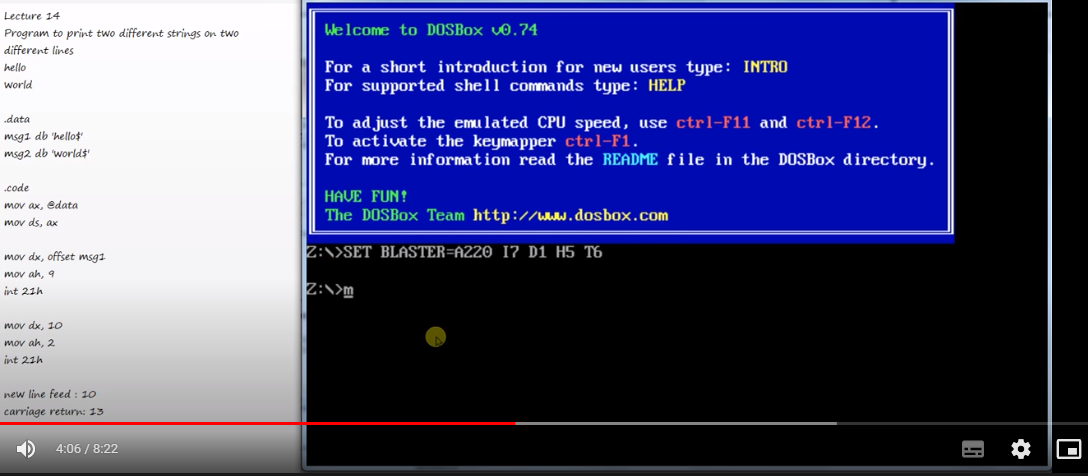 Lecture 14
Program to print two different strings on two
different lines
hello
world
.data
msg1 db 'hello$'
msg2 db 'world$'
.code
mov ax, @data
mov ds, ax
mov dx, offset msg1
mov ah, 9
int 21h
mov dx, 10
mov ah, 2
int 21h
new line feed : 10
carriage return: 13
Welcome to DOSBox v0.74
For a short introduction for new users type: INTRO
For supported shell commands type: HELP
To adjust the emulated CPU speed, use ctrl-F11 and ctrl-F12.
To activate the keymapper ctrl-F1.
For more information read the README file in the DOSBox directory.
HAVE FUN!
The DOSBox Team http://www.dosbox.com
Z:\>SET BLASTER=A220 I7 D1 H5 T6
Z:\>m
4:06 / 8:22